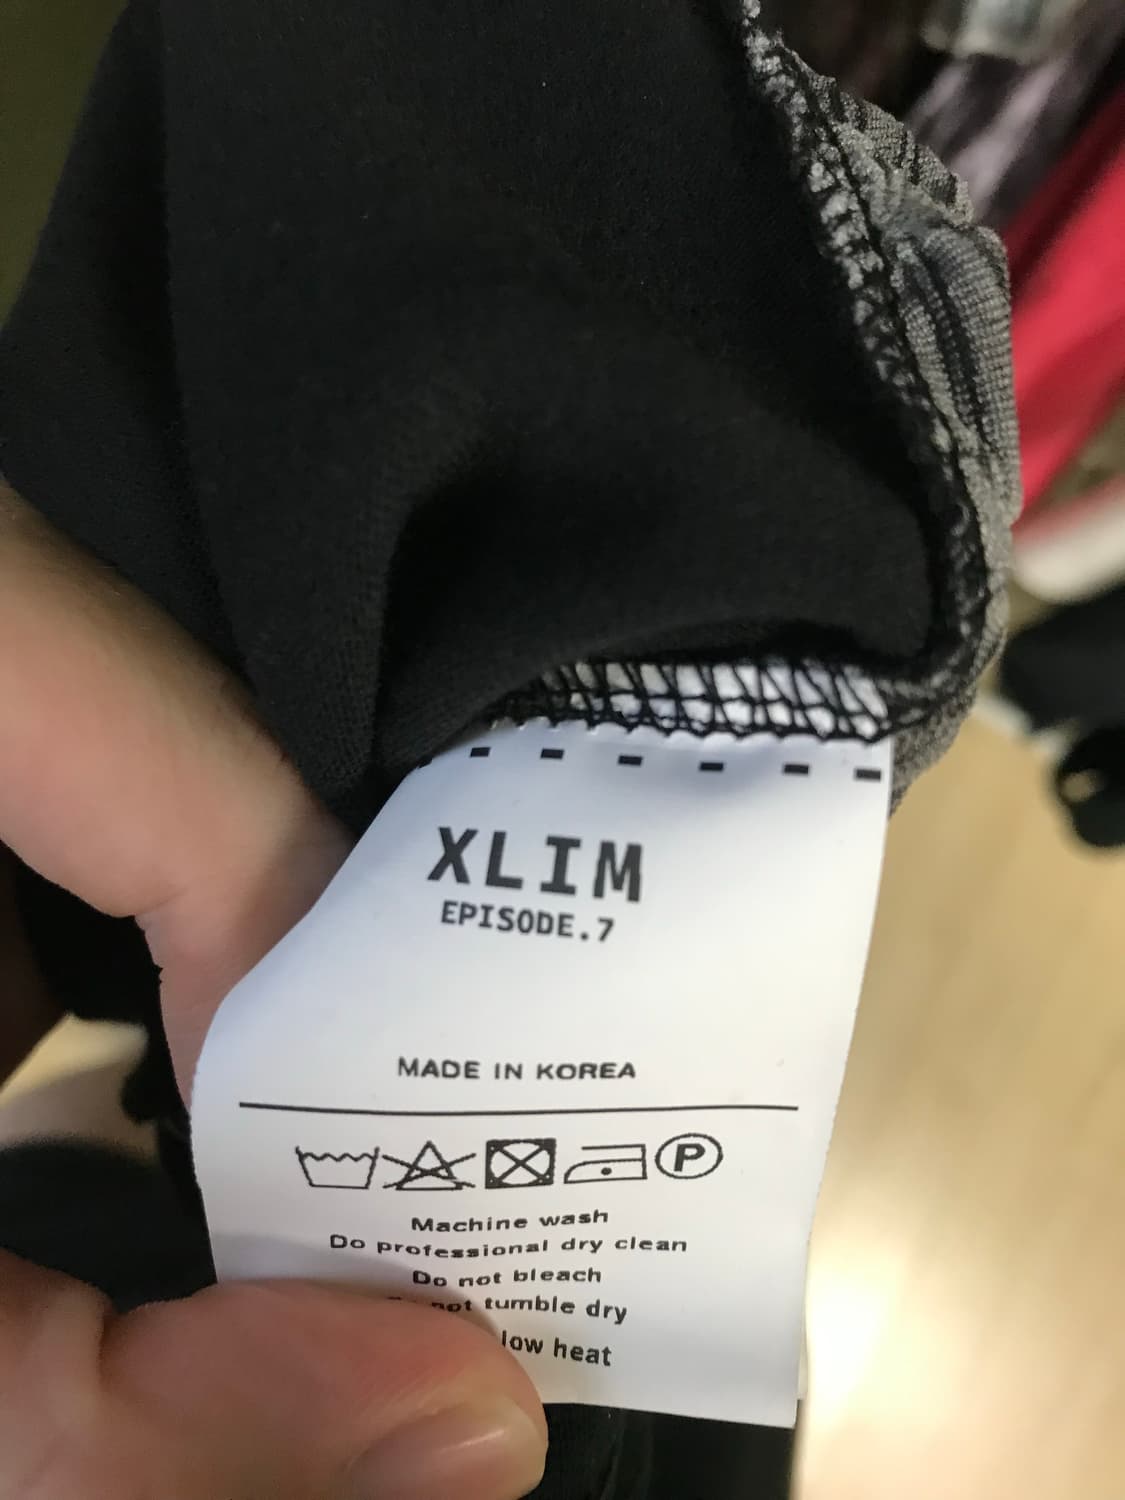 XLIM
EPISODE.7
MADE IN KOREA
P
Machine wash
Do professional dry clean
Do not bleach
not tumble dry
low heat